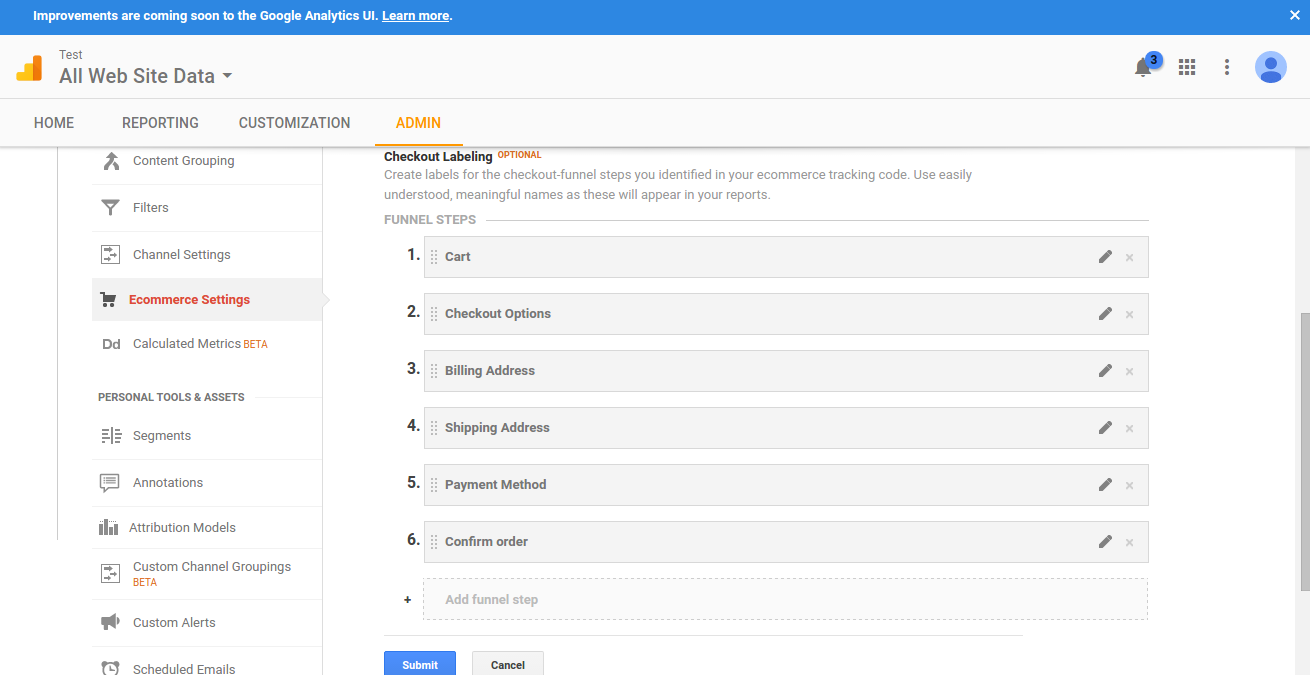 Improvements are coming soon to the Google Analytics UI. Learn more.
Test
All Web Site Data
3
HOME
REPORTING
CUSTOMIZATION
ADMIN
Content Grouping
Filters
Channel Settings
Ecommerce Settings
Dd Calculated Metrics BETA
PERSONAL TOOLS & ASSETS
Segments
Annotations
Attribution Models
Custom Channel Groupings
BETA
Custom Alerts
Scheduled Emails
Checkout Labeling OPTIONAL
Create labels for the checkout-funnel steps you identified in your ecommerce tracking code. Use easily
understood, meaningful names as these will appear in your reports.
FUNNEL STEPS
1. Cart
2. Checkout Options
3. Billing Address
4. Shipping Address
5. Payment Method
6. Confirm order
+ Add funnel step
Submit
Cancel